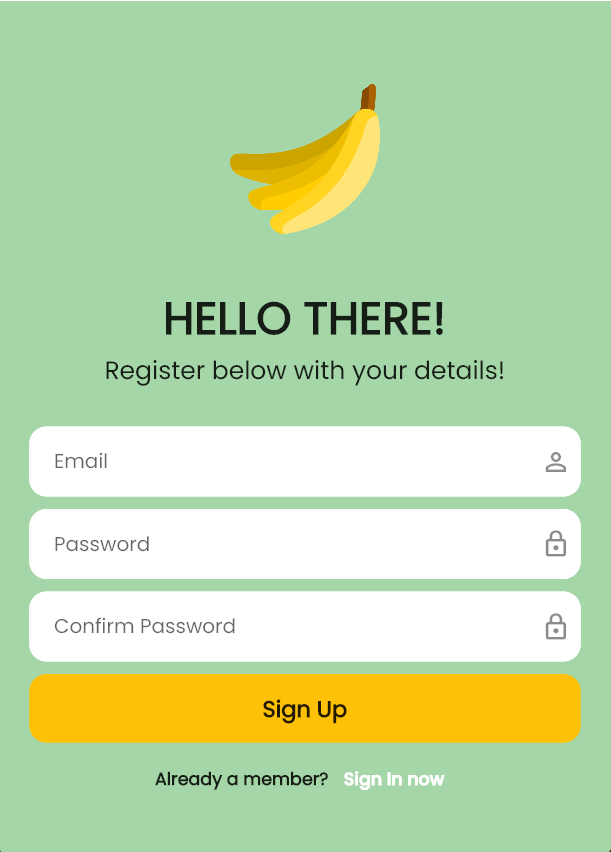 HELLO THERE!
Register below with your details!
Email
Password
Confirm Password
Sign Up
Already a member? Sign In now